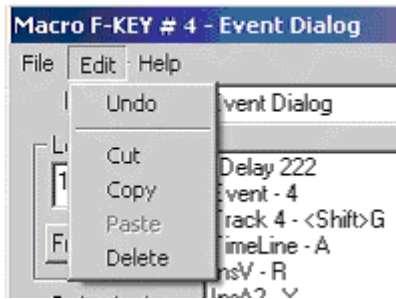 Macro F-KEY # 4 - Event Dialog
File Edit Help
Undo
Event Dialog
Cut
Delay 222
Copy
Event - 4
Paste
Track 4 - <Shift>G
Delete
TimeLine - A
InsV - R